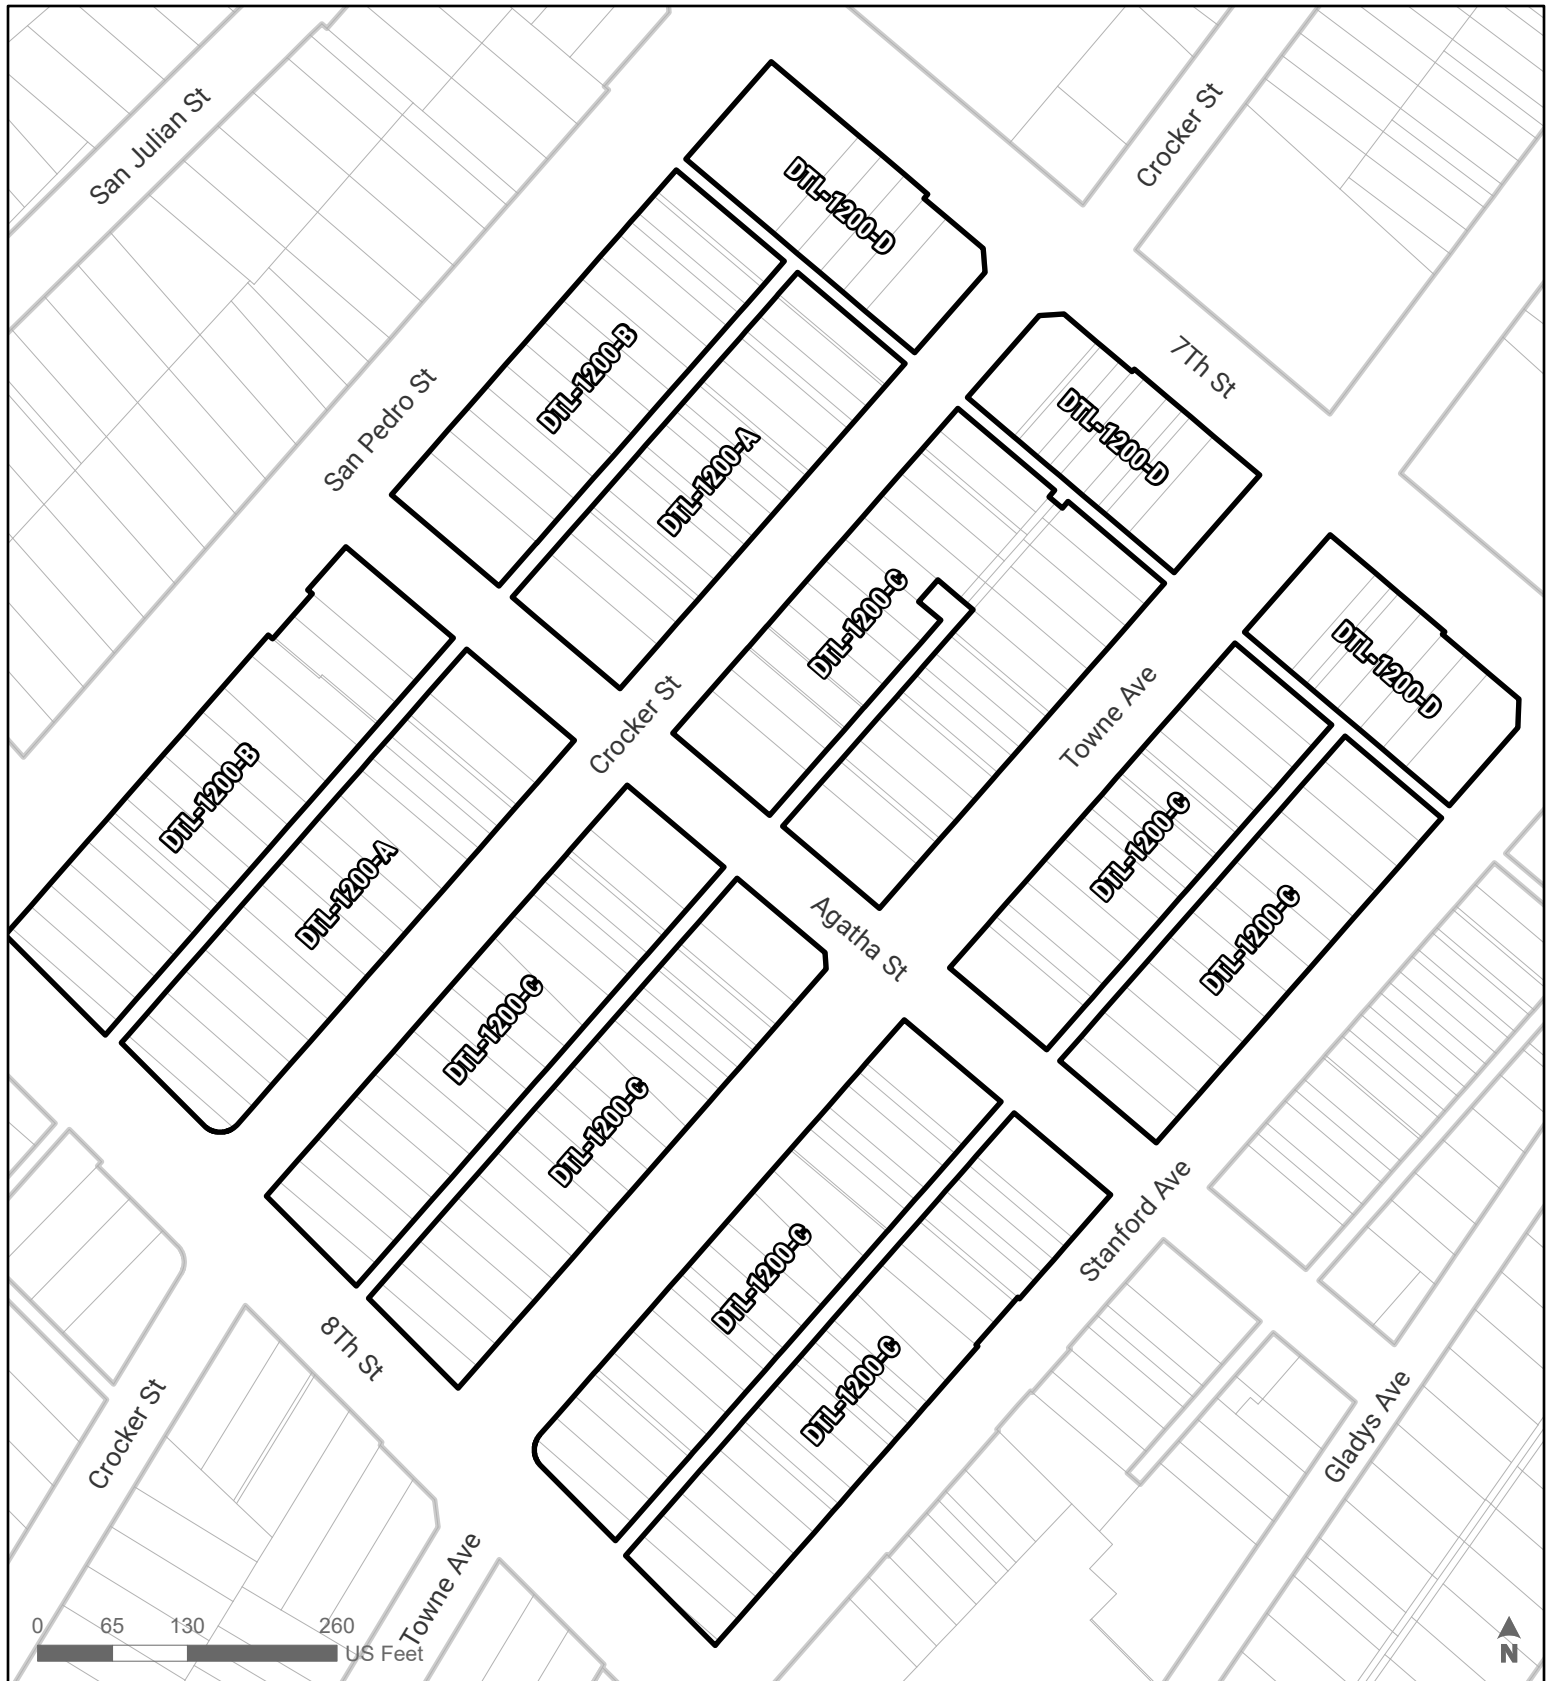 San Julian St
Crocker St
DTL-1200-D
7Th St
DTL-1200-B
San Pedro St
DTL-1200-A
DTL-1200-D
DTL-1200-C
DTL-1200-D
Towne Ave
Crocker St
DTL-1200-B
DTL-1200-A
DTL-1200-C
DTL-1200-C
Agatha St
DTL-1200-C
DTL-1200-C
Stanford Ave
DTL-1200-C
DTL-1200-C
8Th St
Crocker St
Gladys Ave
Towne Ave
0 65 130 260
US Feet
N